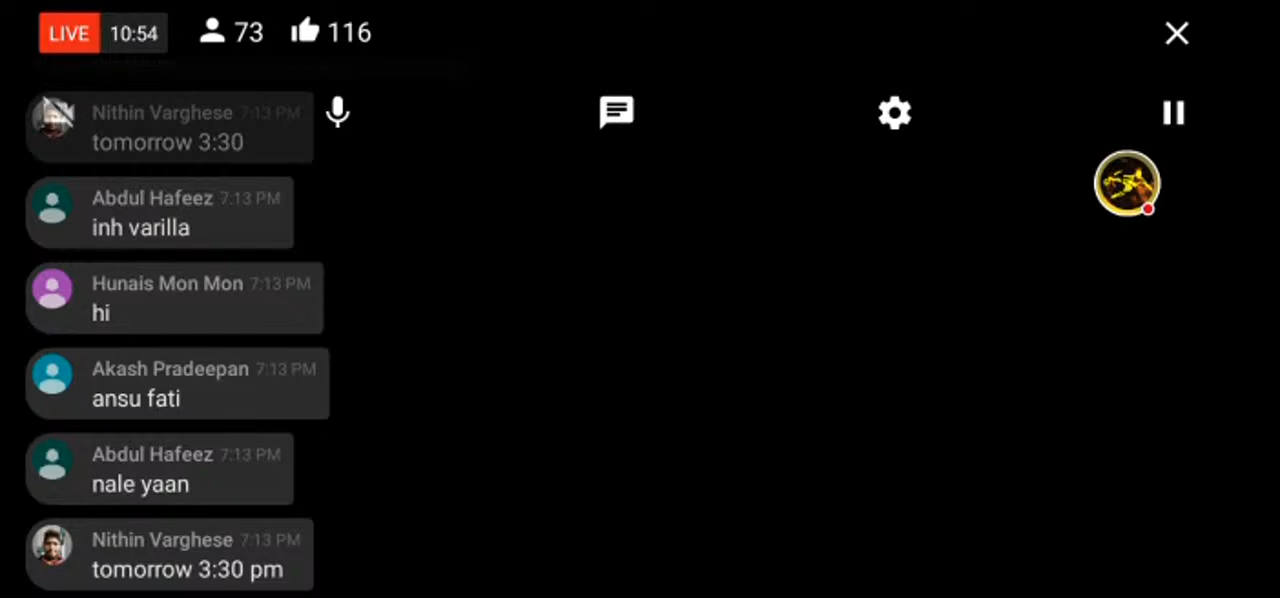 LIVE 10:54 73 116
Nithin Varghese 7:13 PM
tomorrow 3:30
Abdul Hafeez 7:13 PM
inh varilla
Hunais Mon Mon 7:13 PM
hi
Akash Pradeepan 7:13 PM
ansu fati
Abdul Hafeez 7:13 PM
nale yaan
Nithin Varghese 7:13 PM
tomorrow 3:30 pm